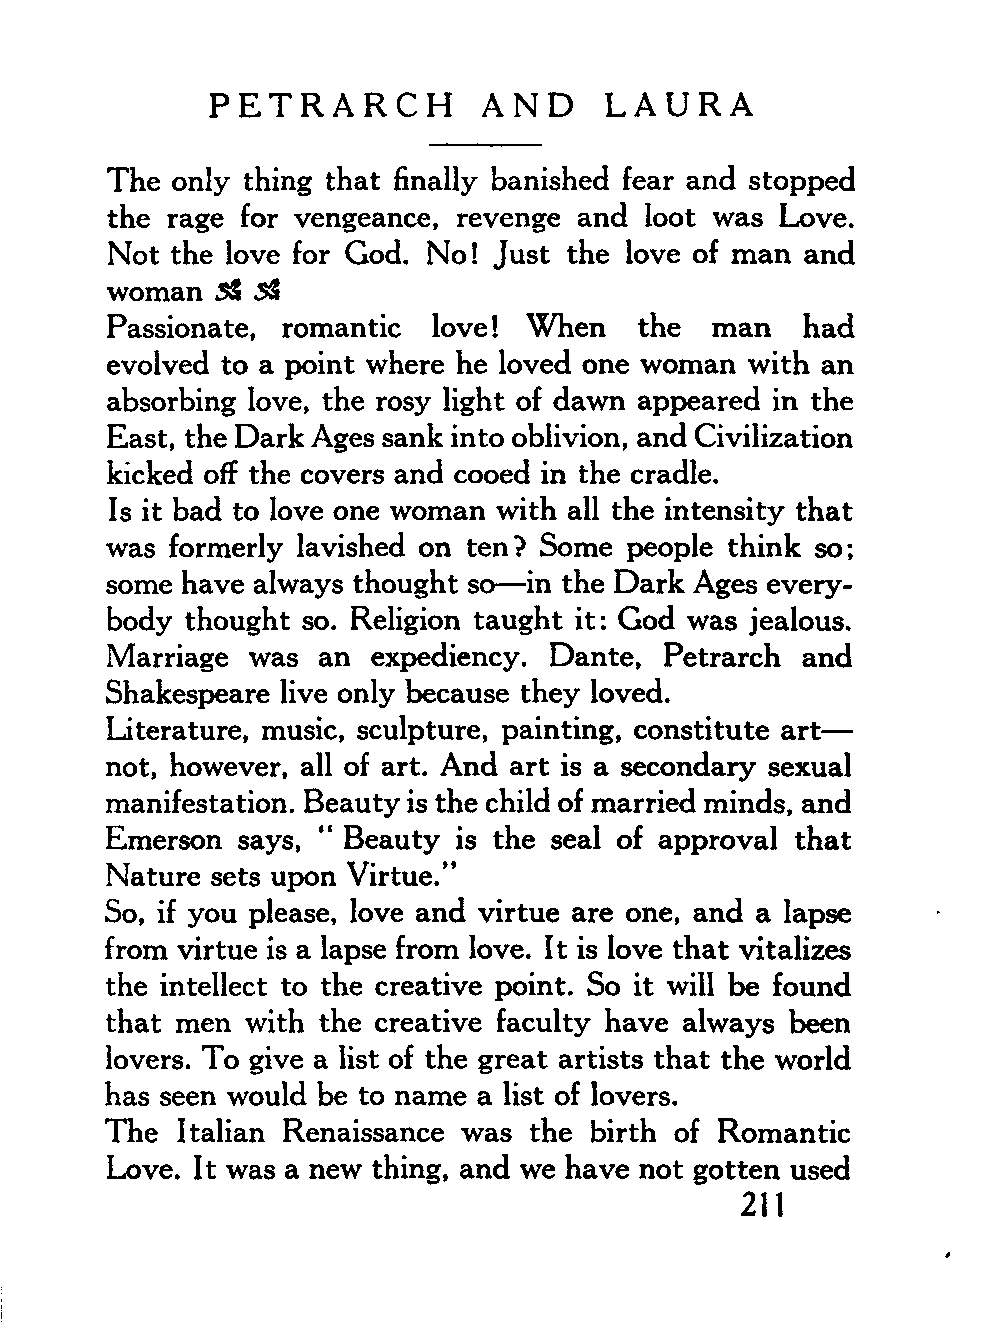 PETRARCH AND LAURA
The only thing that finally banished fear and stopped
the rage for vengeance, revenge and loot was Love.
Not the love for God. No! Just the love of man and
woman
Passionate, romantic love! When the man had
evolved to a point where he loved one woman with an
absorbing love, the rosy light of dawn appeared in the
East, the Dark Ages sank into oblivion, and Civilization
kicked off the covers and cooed in the cradle.
Is it bad to love one woman with all the intensity that
was formerly lavished on ten? Some people think so;
some have always thought so—in the Dark Ages every-
body thought so. Religion taught it: God was jealous.
Marriage was an expediency. Dante, Petrarch and
Shakespeare live only because they loved.
Literature, music, sculpture, painting, constitute art—
not, however, all of art. And art is a secondary sexual
manifestation. Beauty is the child of married minds, and
Emerson says, " Beauty is the seal of approval that
Nature sets upon Virtue."
So, if you please, love and virtue are one, and a lapse
from virtue is a lapse from love. It is love that vitalizes
the intellect to the creative point. So it will be found
that men with the creative faculty have always been
lovers. To give a list of the great artists that the world
has seen would be to name a list of lovers.
The Italian Renaissance was the birth of Romantic
Love. It was a new thing, and we have not gotten used
211